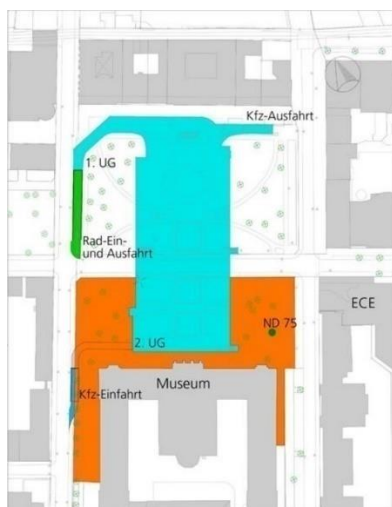 Kfz-Ausfahrt
1. UG
Rad-Ein-
und Ausfahrt
ECE
ND 75
2. UG
Museum
Kfz-Einfahrt